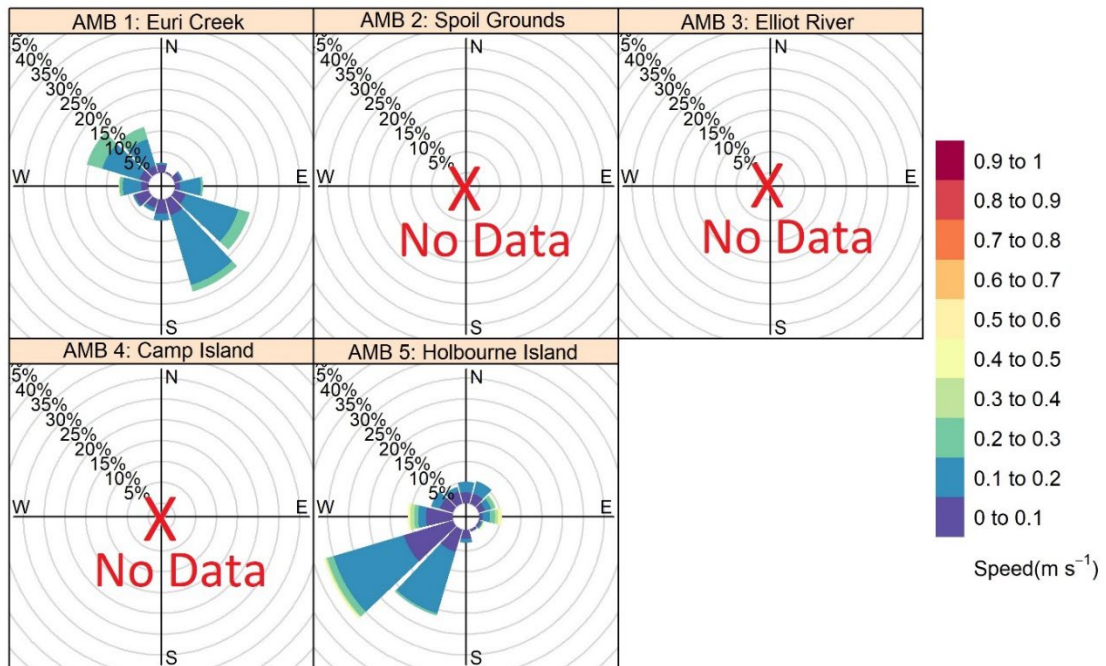 AMB 1: Euri Creek
N
5%
40%
35%
30%
25%
20%
15%
10%
5%
W
E
S
AMB 2: Spoil Grounds
N
5%
40%
35%
30%
25%
20%
15%
10%
5%
W
E
X
No Data
S
AMB 3: Elliot River
N
5%
40%
35%
30%
25%
20%
15%
10%
5%
W
E
X
No Data
S
AMB 4: Camp Island
N
5%
40%
35%
30%
25%
20%
15%
10%
5%
W
E
X
No Data
S
AMB 5: Holbourne Island
N
5%
40%
35%
30%
25%
20%
15%
10%
5%
W
E
S
0.9 to 1
0.8 to 0.9
0.7 to 0.8
0.6 to 0.7
0.5 to 0.6
0.4 to 0.5
0.3 to 0.4
0.2 to 0.3
0.1 to 0.2
0 to 0.1
Speed(m s⁻¹)